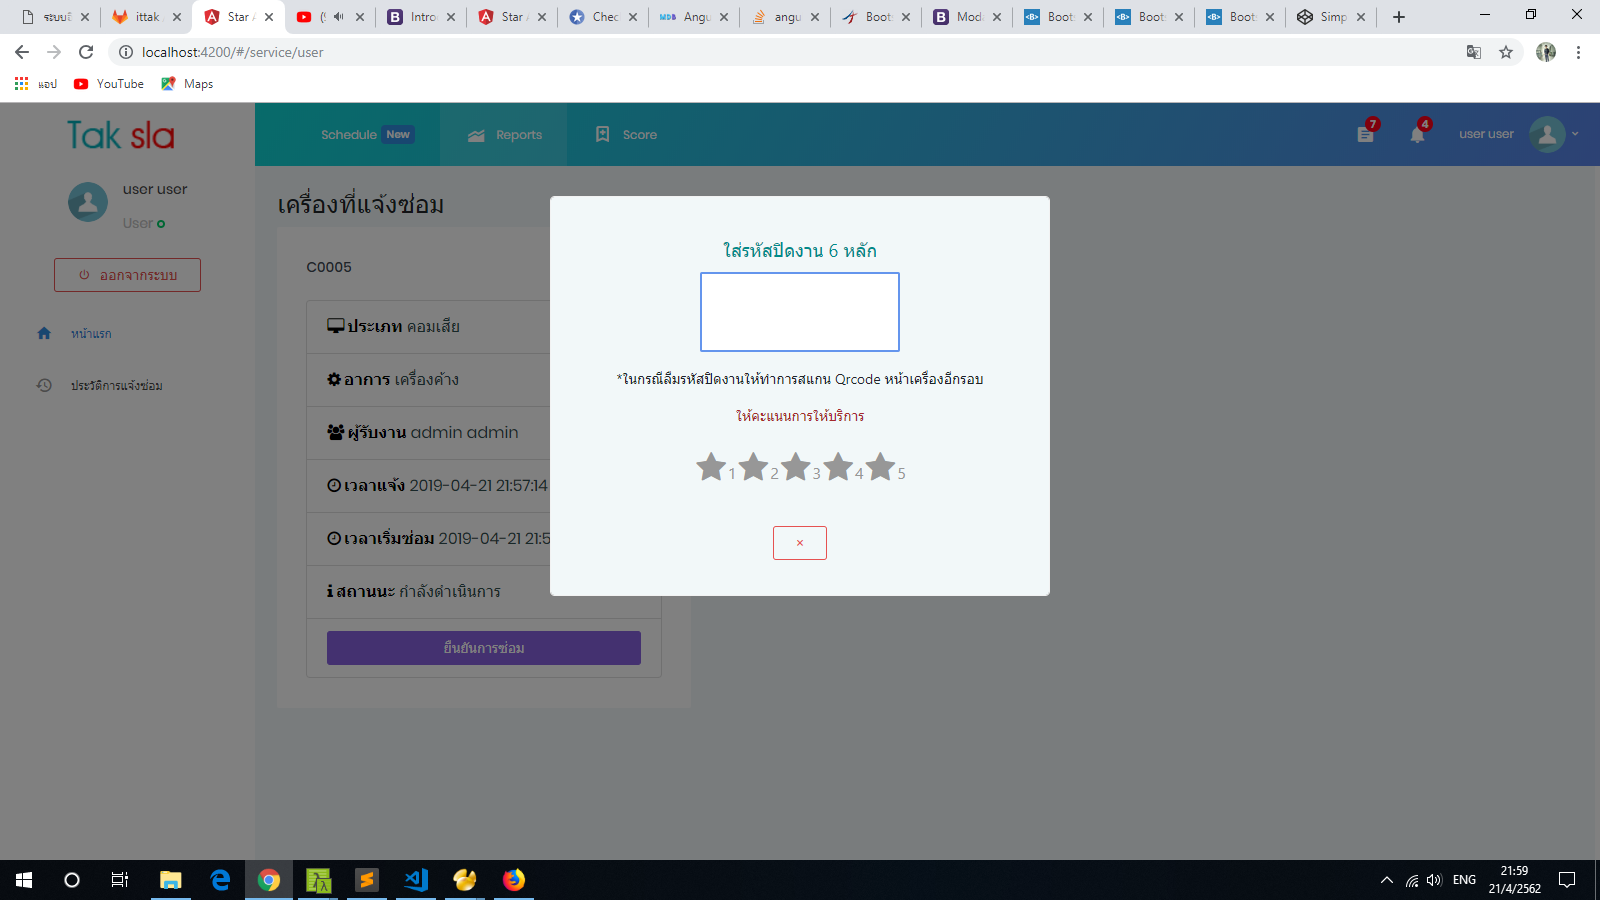 ระบบแ
ittak
Star A
Intro
Star A
Chec
Angu
angu
Boots
Moda
Boots
Boots
Boots
Simp
localhost:4200/#/service/user
แอป
YouTube
Maps
Tak sla
Schedule New
Reports
Score
7
4
user user
user user
User
ออกจากระบบ
หน้าแรก
ประวัติการแจ้งซ่อม
เครื่องที่แจ้งซ่อม
C0005
ประเภท คอมเสีย
อาการ เครื่องค้าง
ผู้รับงาน admin admin
เวลาแจ้ง 2019-04-21 21:57:14
เวลาเริ่มซ่อม 2019-04-21 21:5
สถานนะ กำลังดำเนินการ
ยืนยันการซ่อม
ใส่รหัสปิดงาน 6 หลัก
*ในกรณีลืมรหัสปิดงานให้ทำการสแกน Qrcode หน้าเครื่องอีกรอบ
ให้คะแนนการให้บริการ
1 2 3 4 5
×
ENG
21:59
21/4/2562